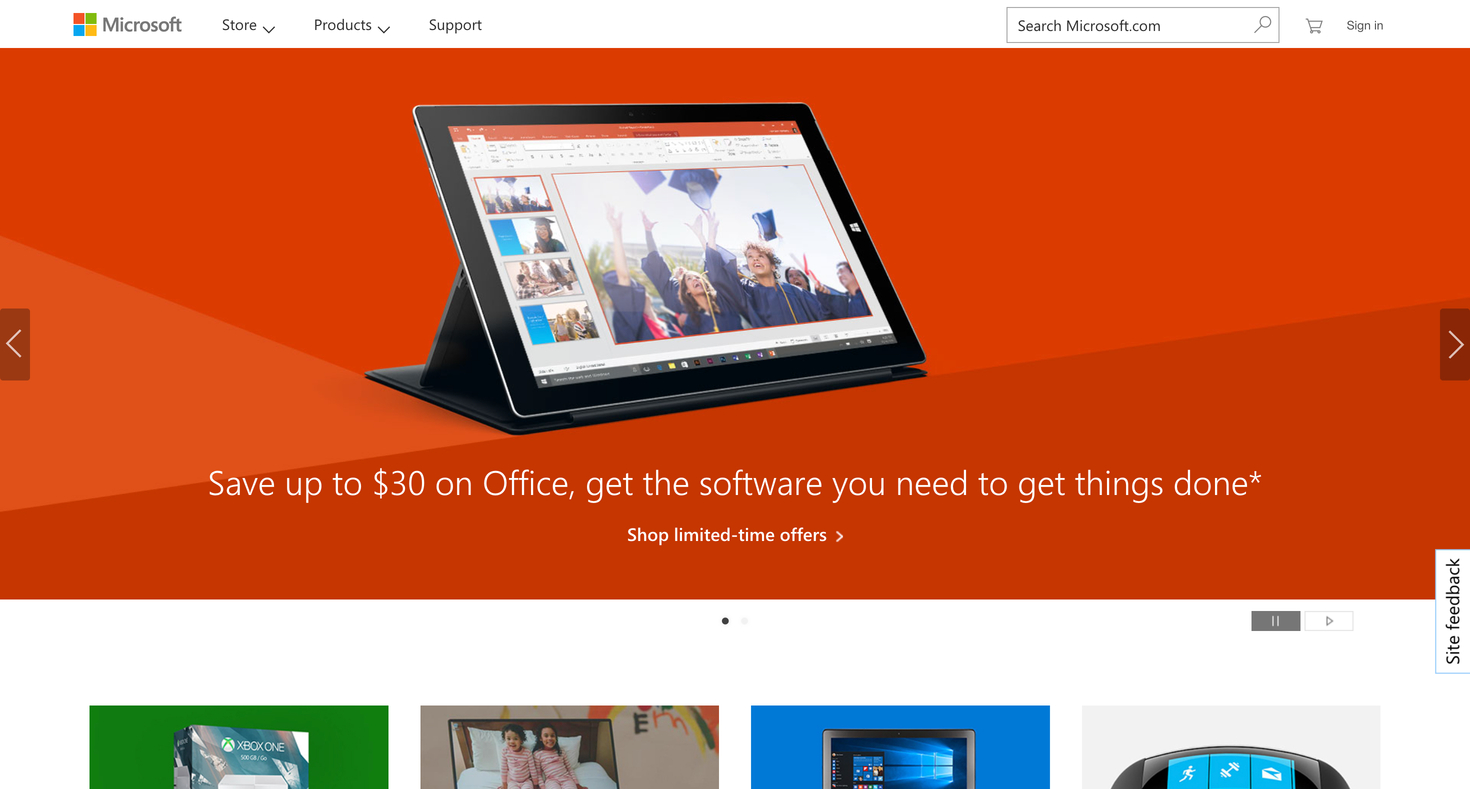 Microsoft
Store
Products
Support
Search Microsoft.com
Sign in
Save up to $30 on Office, get the software you need to get things done*
Shop limited-time offers
Site feedback
XBOX ONE
500 GB / Go